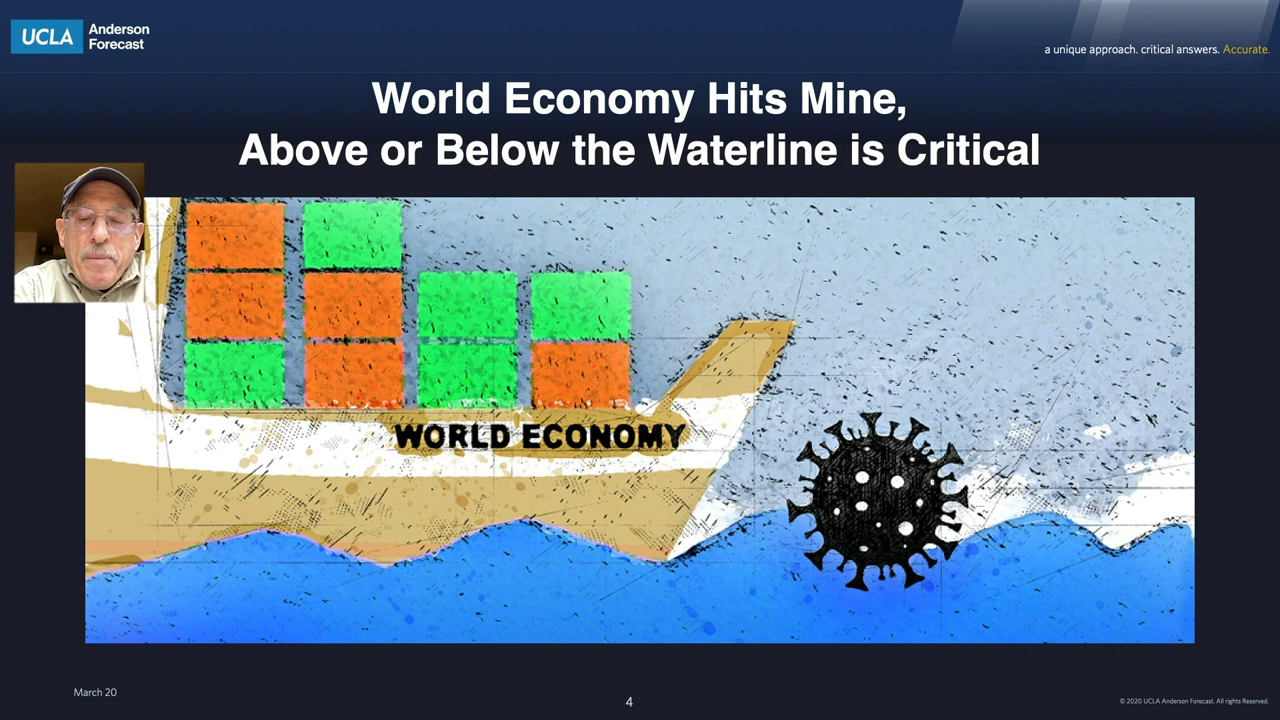 UCLA Anderson
Forecast
a unique approach. critical answers. Accurate.
World Economy Hits Mine,
Above or Below the Waterline is Critical
WORLD ECONOMY
March 20
4
© 2020 UCLA Anderson Forecast. All rights Reserved.